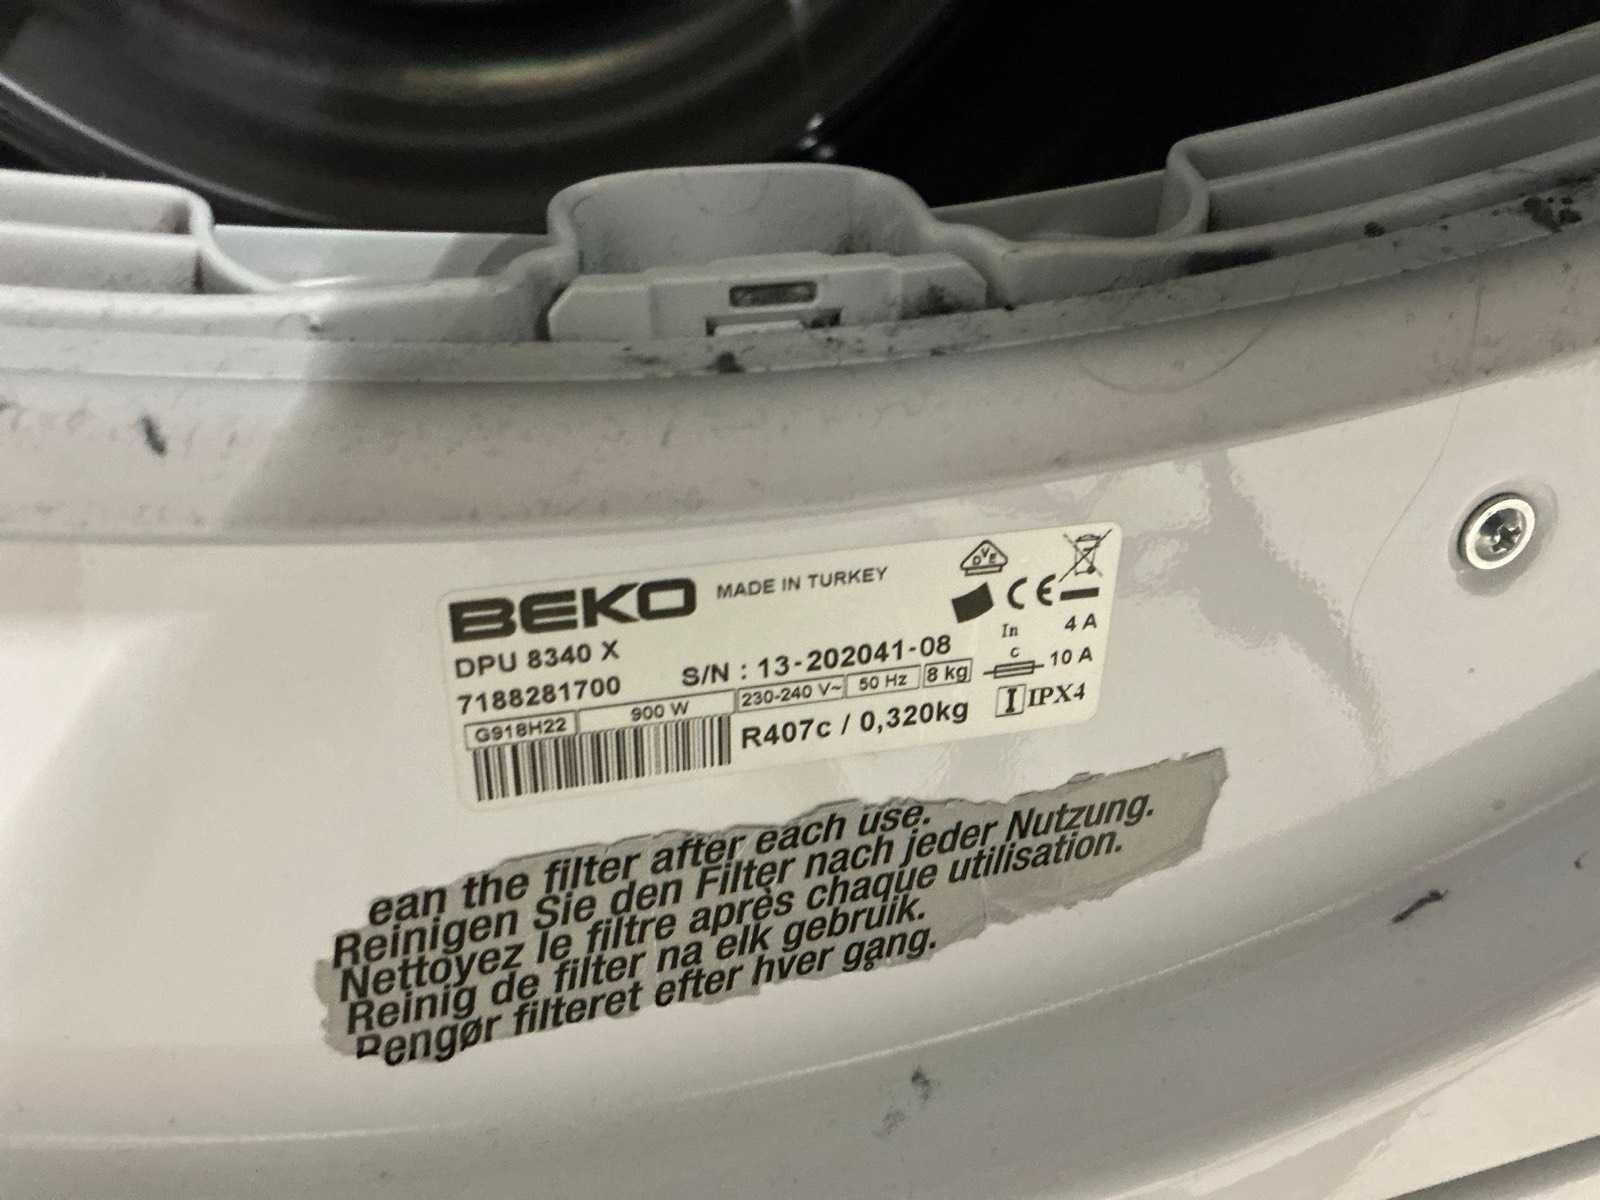 BEKO MADE IN TURKEY
DVE
CE
DPU 8340 X
7188281700
S/N : 13-202041-08
In 4 A
c 10 A
G918H22 900 W 230-240 V~ 50 Hz 8 kg
R407c / 0,320kg
I IPX4
ean the filter after each use.
Reinigen Sie den Filter nach jeder Nutzung.
Nettoyez le filtre après chaque utilisation.
Reinig de filter na elk gebruik.
Rengør filteret efter hver gang.